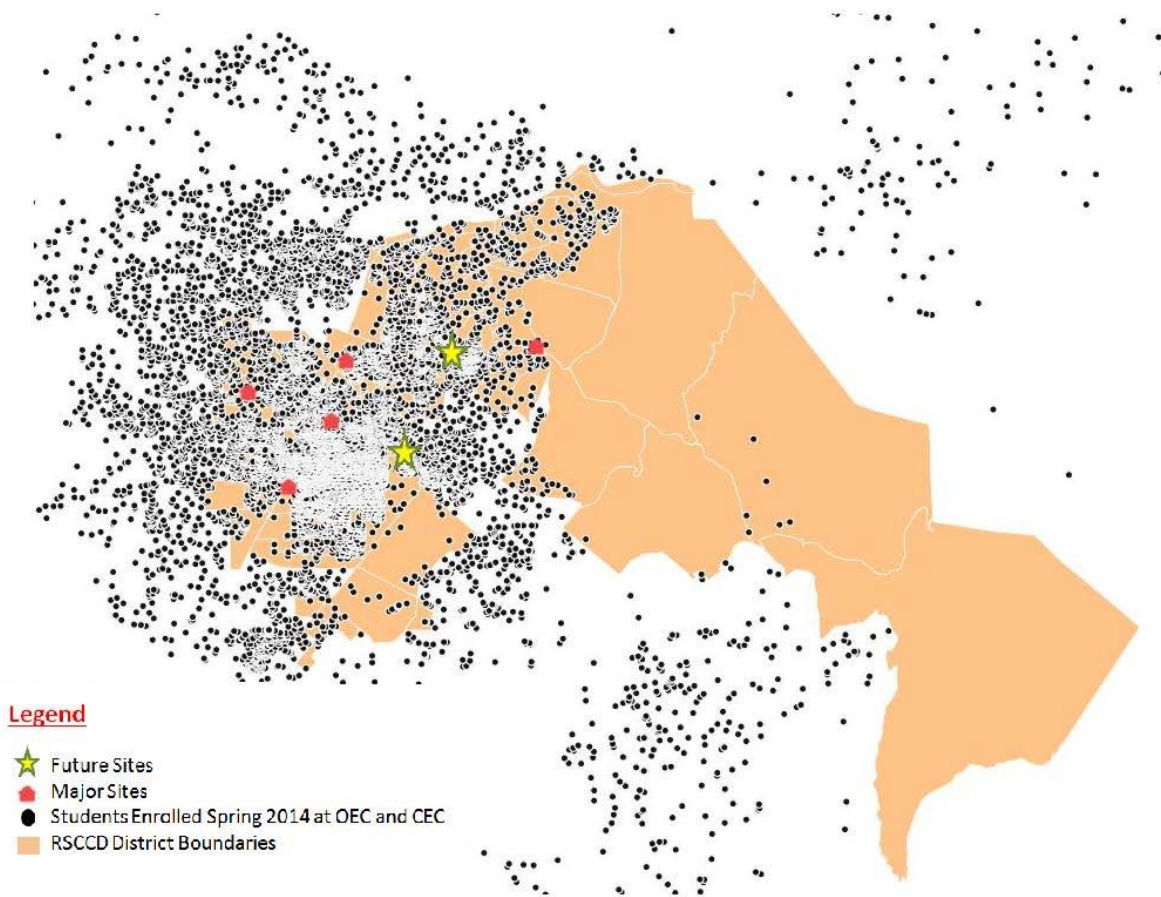 Legend
Future Sites
Major Sites
Students Enrolled Spring 2014 at OEC and CEC
RSCCD District Boundaries